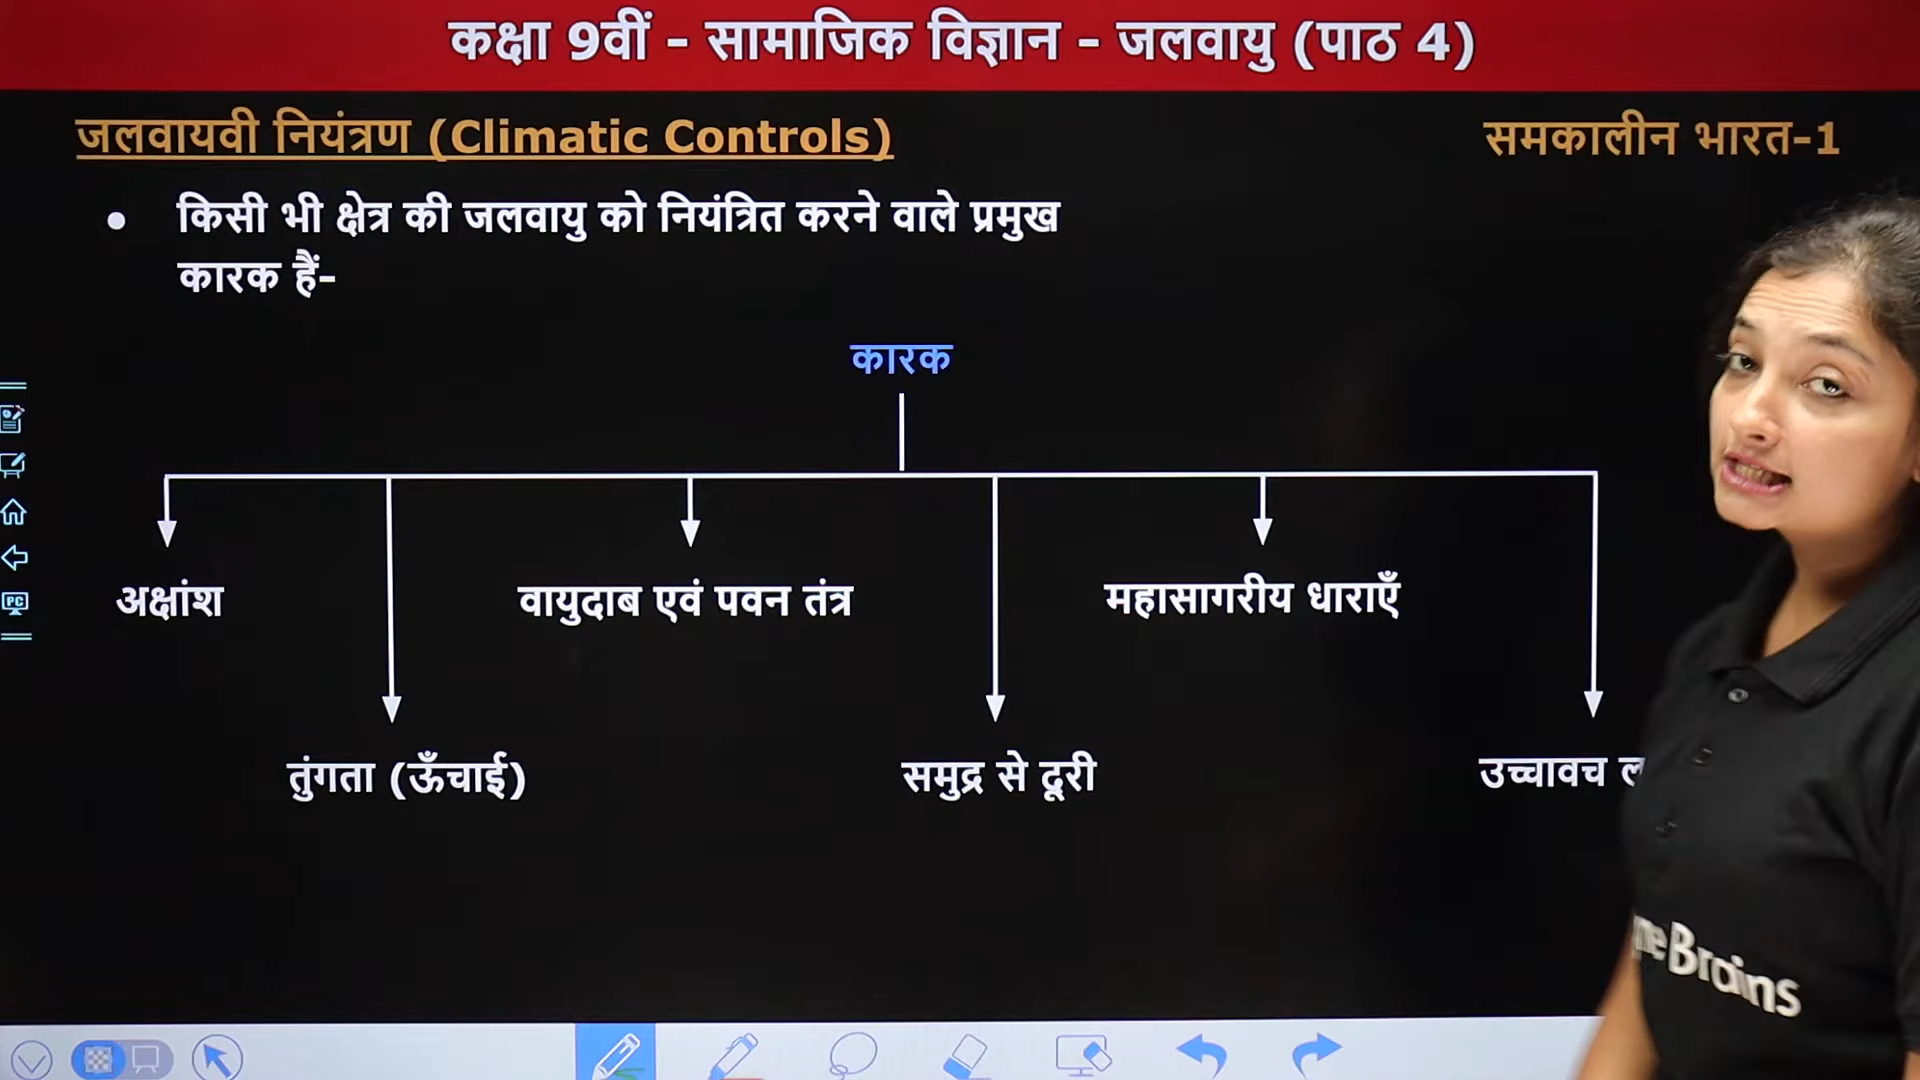 कक्षा 9वीं - सामाजिक विज्ञान - जलवायु (पाठ 4)
जलवायवी नियंत्रण (Climatic Controls)
समकालीन भारत-1
• किसी भी क्षेत्र की जलवायु को नियंत्रित करने वाले प्रमुख
कारक हैं-
कारक
अक्षांश
वायुदाब एवं पवन तंत्र
महासागरीय धाराएँ
तुंगता (ऊँचाई)
समुद्र से दूरी
उच्चावच
PC
Brains